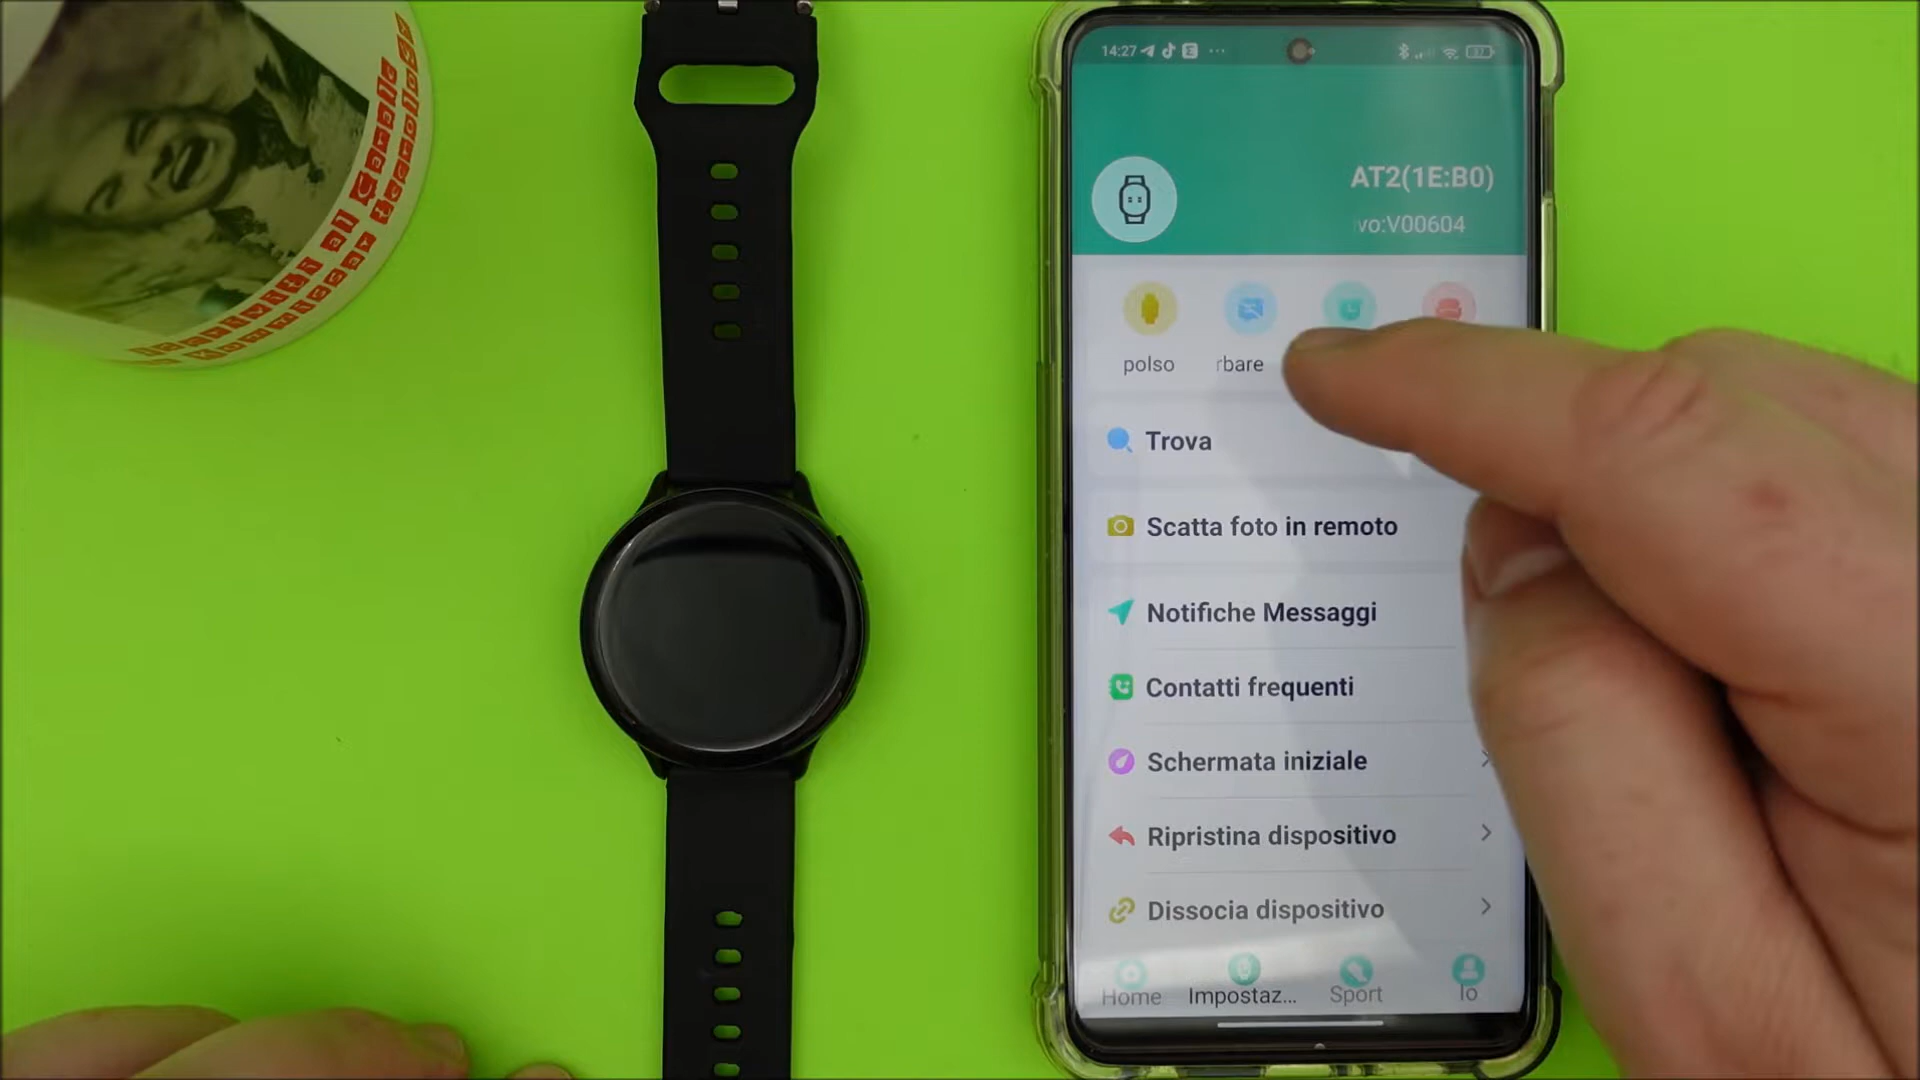 14:27
AT2(1E:B0)
vo:V00604
polso
rbare
Trova
Scatta foto in remoto
Notifiche Messaggi
Contatti frequenti
Schermata iniziale
Ripristina dispositivo
Dissocia dispositivo
Home Impostaz... Sport Io